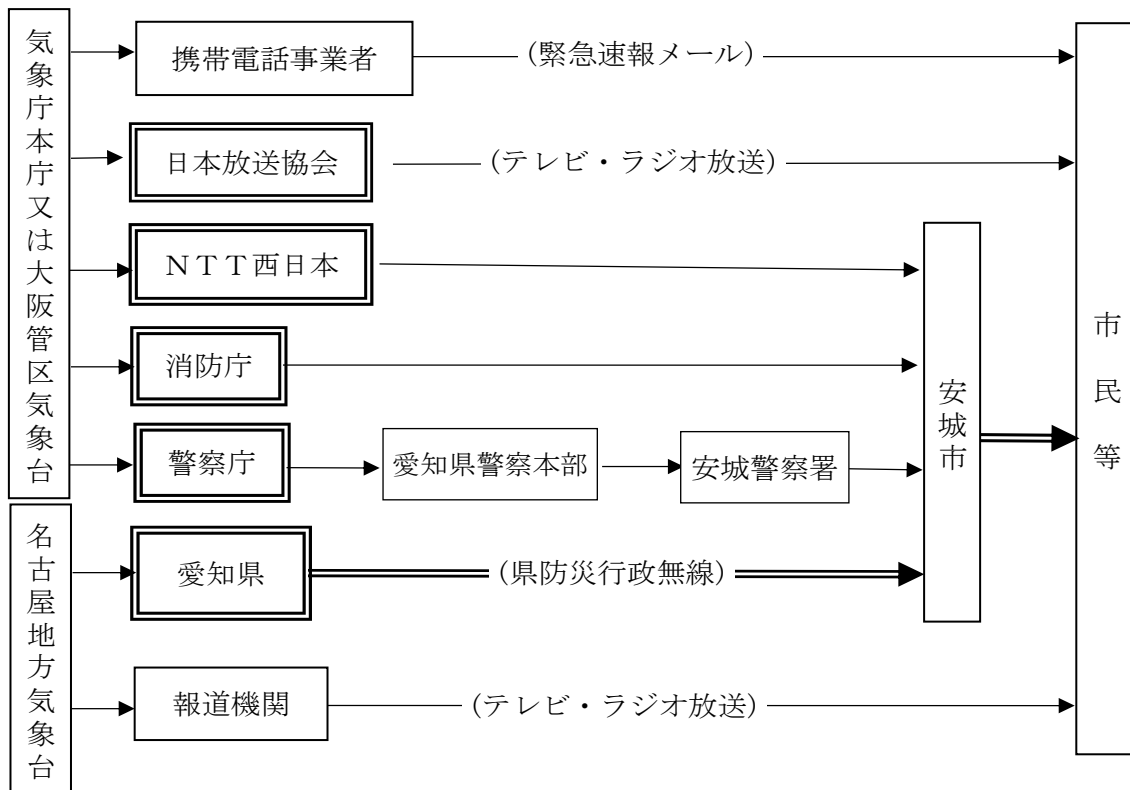 気象庁本庁又は大阪管区気象台
携帯電話事業者
(緊急速報メール)
日本放送協会
(テレビ・ラジオ放送)
NTT西日本
消防庁
警察庁
愛知県警察本部
安城警察署
安城市
市民等
名古屋地方気象台
愛知県
(県防災行政無線)
報道機関
(テレビ・ラジオ放送)